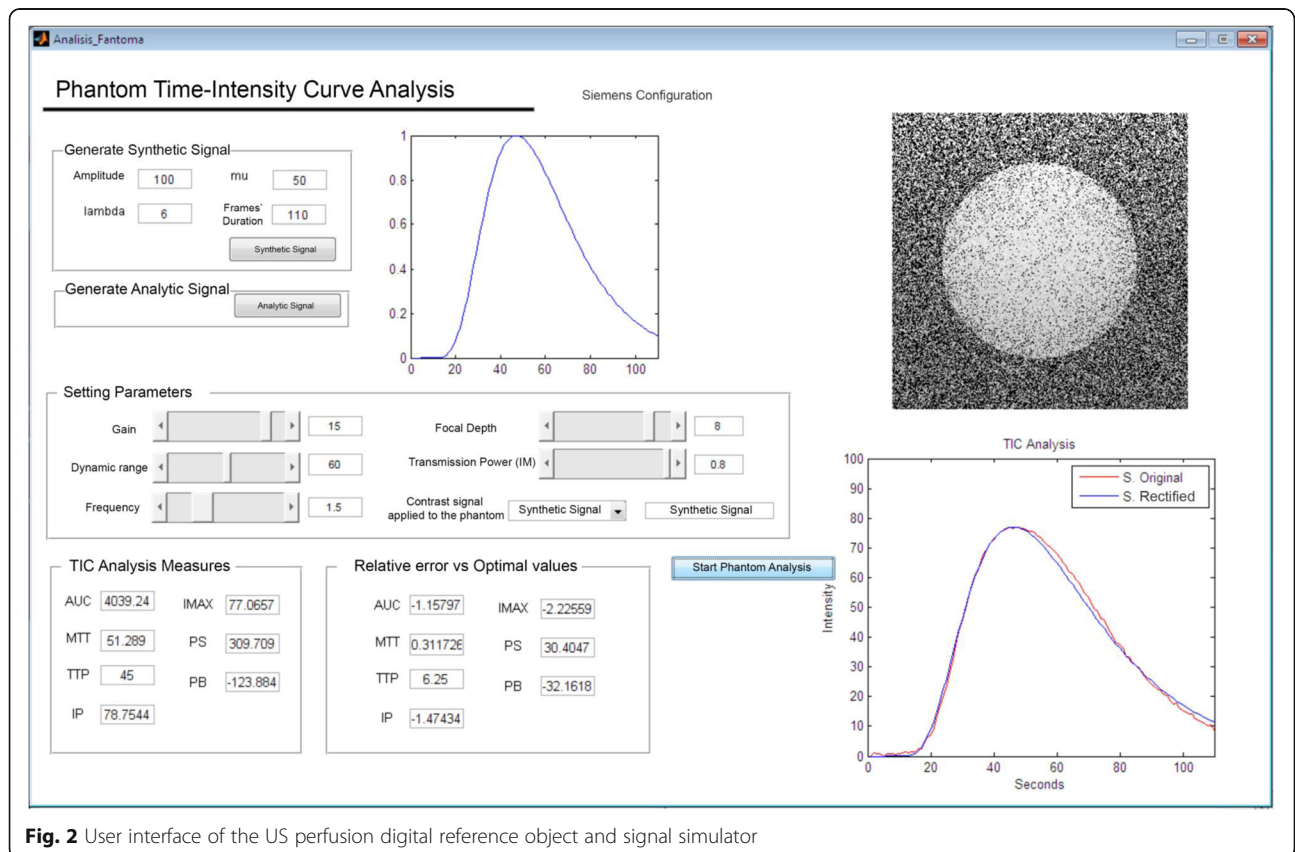 Analisis_Fantoma
Phantom Time-Intensity Curve Analysis
Siemens Configuration
Generate Synthetic Signal
Amplitude 100 mu 50
lambda 6 Frames' Duration 110
Synthetic Signal
Generate Analytic Signal
Analytic Signal
1
0.8
0.6
0.4
0.2
0
0 20 40 60 80 100
Setting Parameters
Gain 15 Focal Depth 8
Dynamic range 60 Transmission Power (IM) 0.8
Frequency 1.5 Contrast signal
applied to the phantom Synthetic Signal Synthetic Signal
TIC Analysis Measures
AUC 4039.24 IMAX 77.0657
MTT 51.289 PS 309.709
TTP 45 PB -123.884
IP 78.7544
Relative error vs Optimal values
AUC -1.15797 IMAX -2.22559
MTT 0.311726 PS 30.4047
TTP 6.25 PB -32.1618
IP -1.47434
Start Phantom Analysis
TIC Analysis
S. Original
S. Rectified
100
90
80
70
60
50
40
30
20
10
0
Intensity
0 20 40 60 80 100
Seconds
Fig. 2 User interface of the US perfusion digital reference object and signal simulator